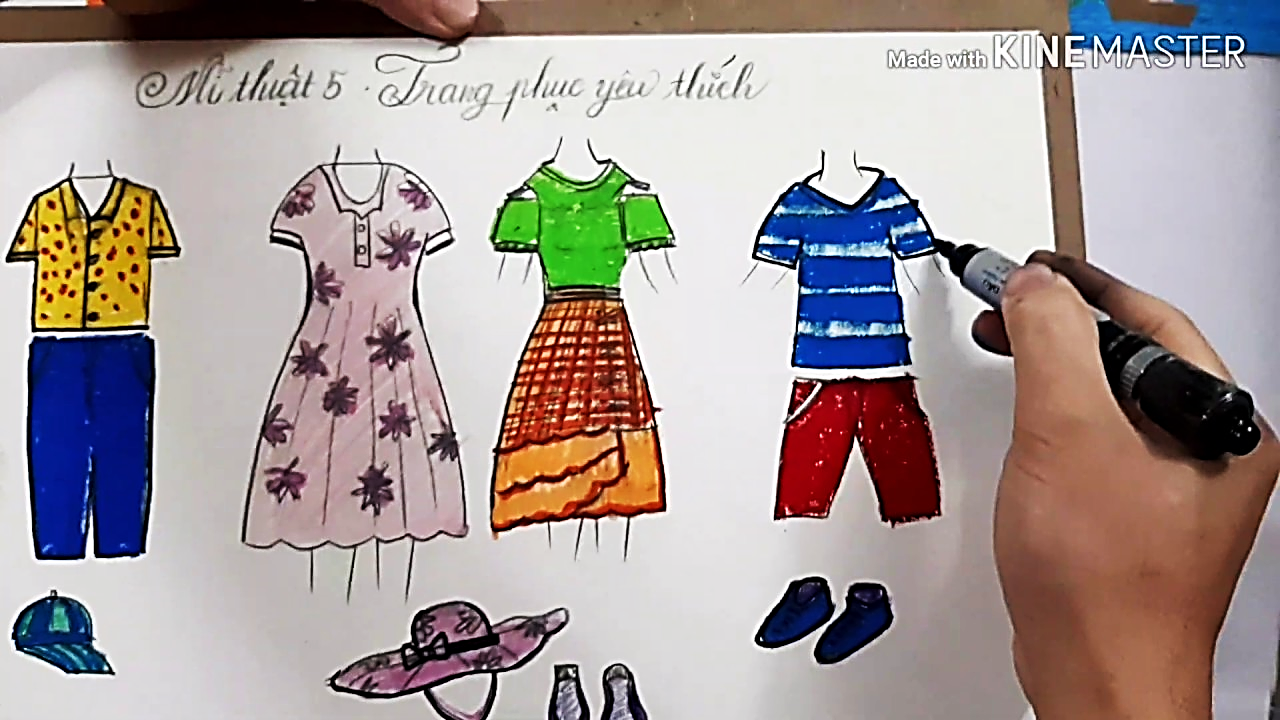 Made with KINEMASTER
Mĩ thuật 5 . Trang phục yêu thích